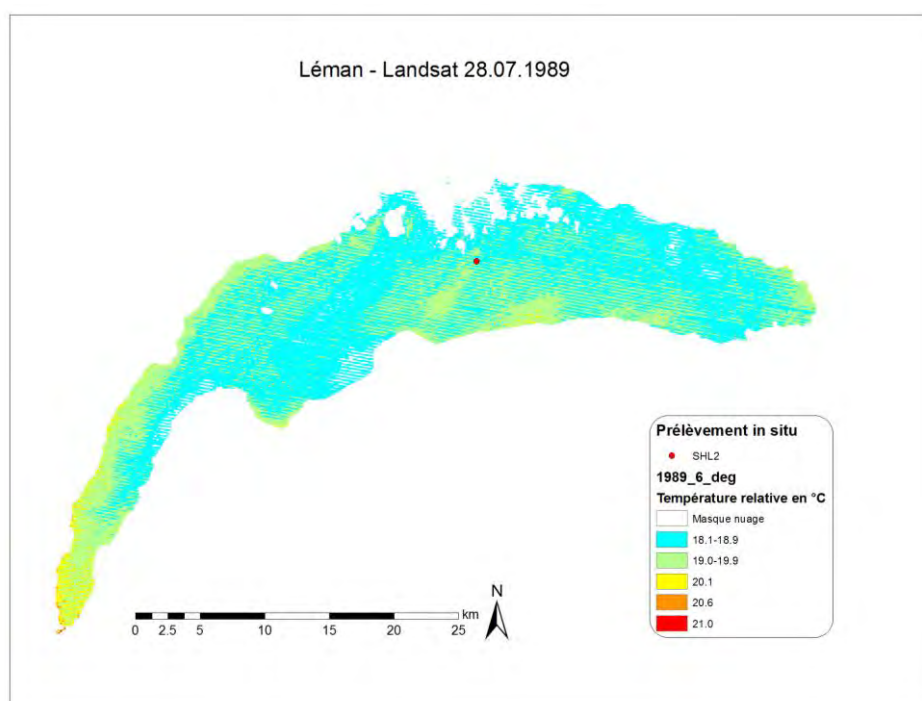 Léman - Landsat 28.07.1989
Prélèvement in situ
SHL2
1989_6_deg
Température relative en °C
Masque nuage
18.1-18.9
19.0-19.9
20.1
20.6
21.0
N
km
0 2.5 5 10 15 20 25